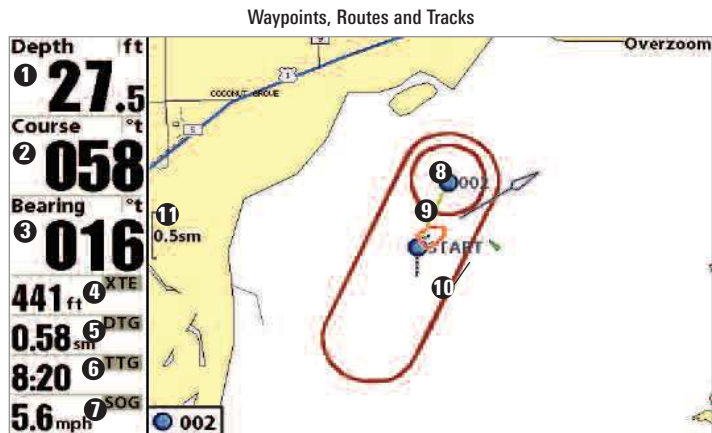 Waypoints, Routes and Tracks
Depth ft
1 27.5
Course °t
2 058
Bearing °t
3 016
441 ft 4 XTE
0.58 sm 5 DTG
8:20 6 TTG
5.6 mph 7 SOG
Overzoom
1
COCONUT GROVE
5
8 002
9
START
10
11
0.5sm
002